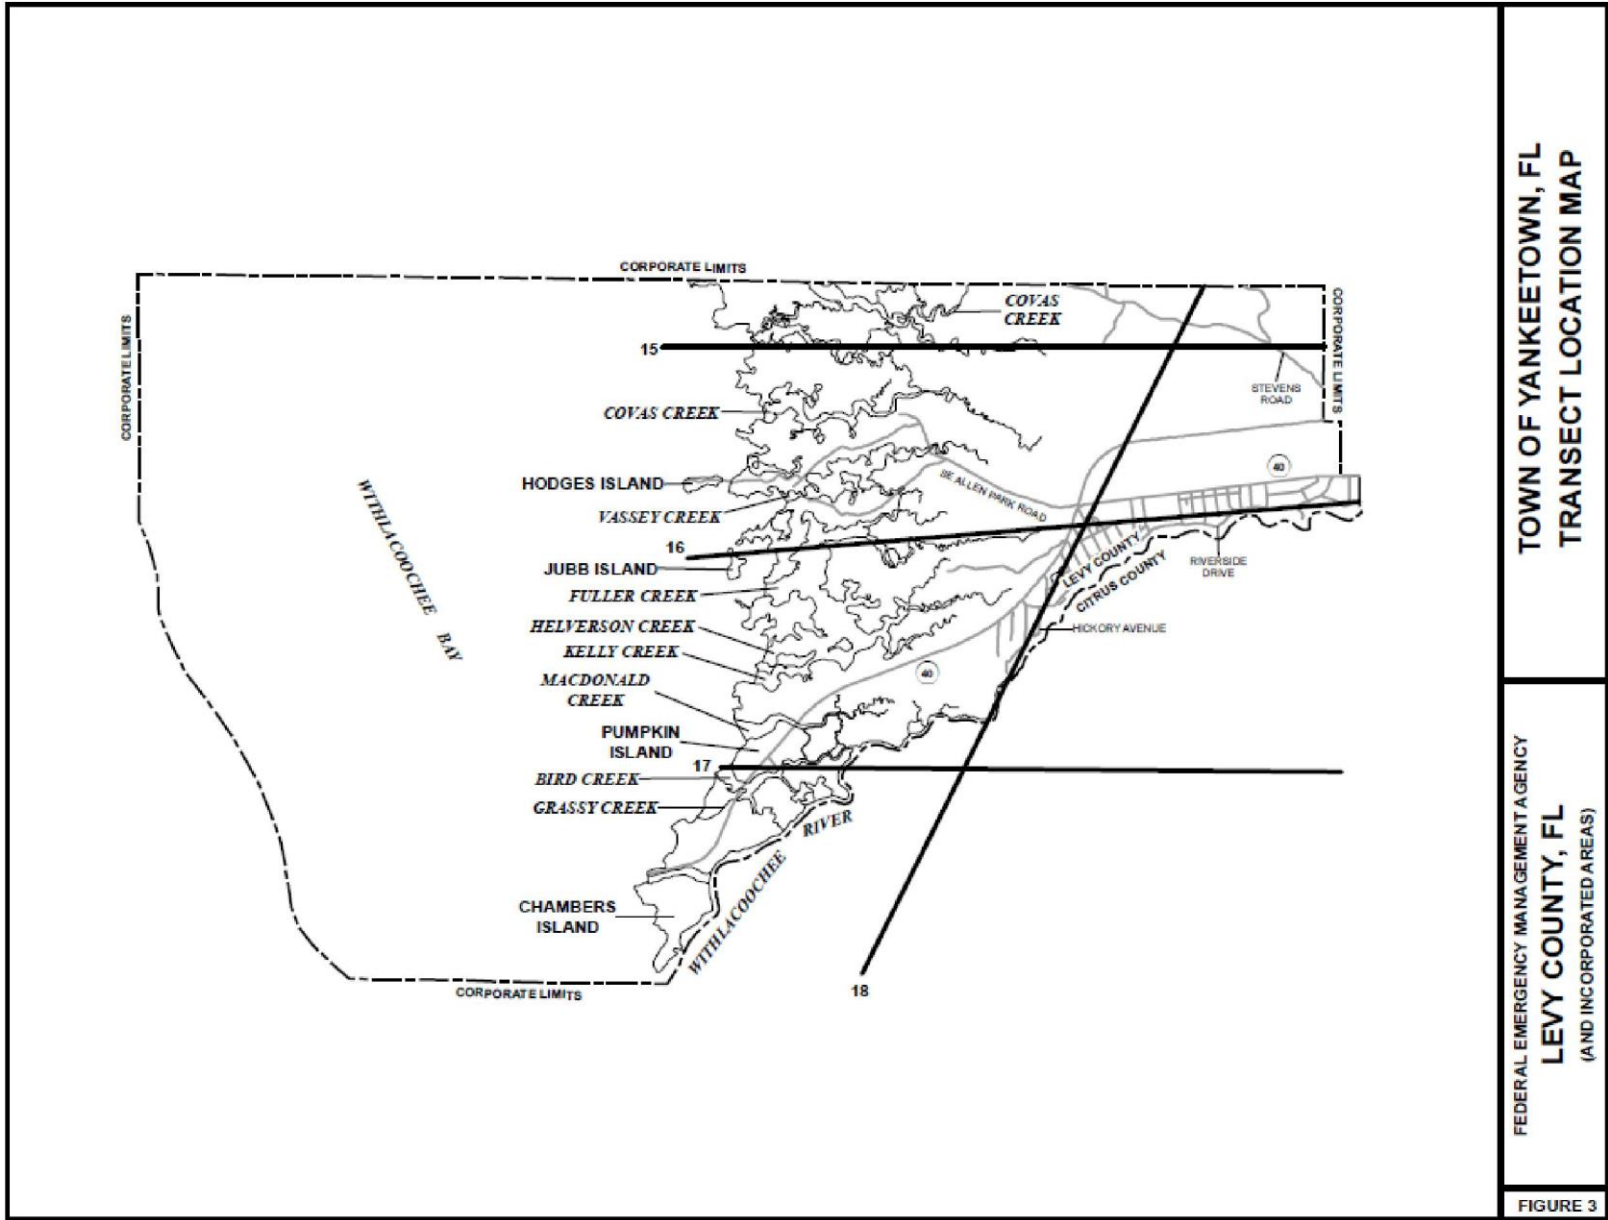 CORPORATE LIMITS
CORPORATE LIMITS
CORPORATE LIMITS
COVAS
CREEK
15
STEVENS
ROAD
COVAS CREEK
40
HODGES ISLAND
SE ALLEN PARK ROAD
VASSEY CREEK
WITHLACOOCHEE BAY
16
JUBB ISLAND
LEVY COUNTY
CITRUS COUNTY
RIVERSIDE
DRIVE
FULLER CREEK
HELVERSON CREEK
HICKORY AVENUE
KELLY CREEK
40
MACDONALD
CREEK
PUMPKIN
ISLAND
17
BIRD CREEK
GRASSY CREEK
WITHLACOOCHEE RIVER
CHAMBERS
ISLAND
18
CORPORATE LIMITS
TOWN OF YANKEETOWN, FL
TRANSECT LOCATION MAP
FEDERAL EMERGENCY MANAGEMENT AGENCY
LEVY COUNTY, FL
(AND INCORPORATED AREAS)
FIGURE 3